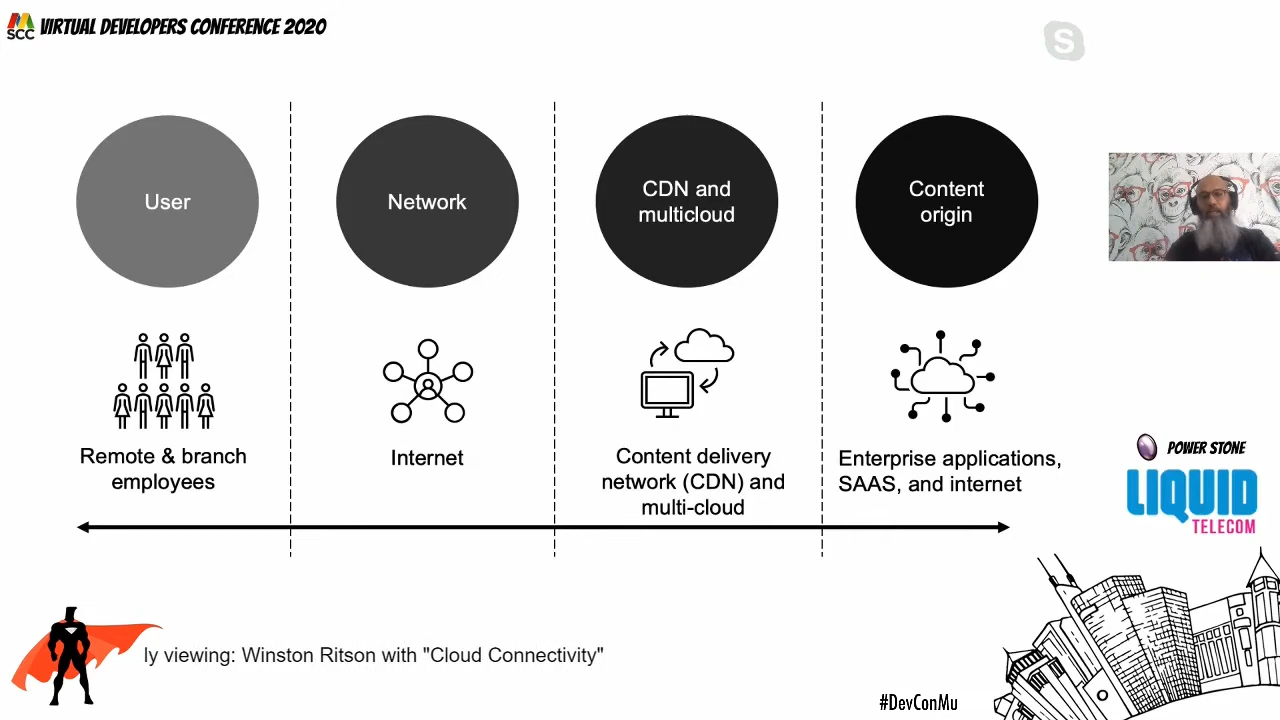 SCC
VIRTUAL DEVELOPERS CONFERENCE 2020
S
User
Network
CDN and
multicloud
Content
origin
Remote & branch
employees
Internet
Content delivery
network (CDN) and
multi-cloud
Enterprise applications,
SAAS, and internet
POWER STONE
LIQUID
TELECOM
ly viewing: Winston Ritson with "Cloud Connectivity"
#DevConMu